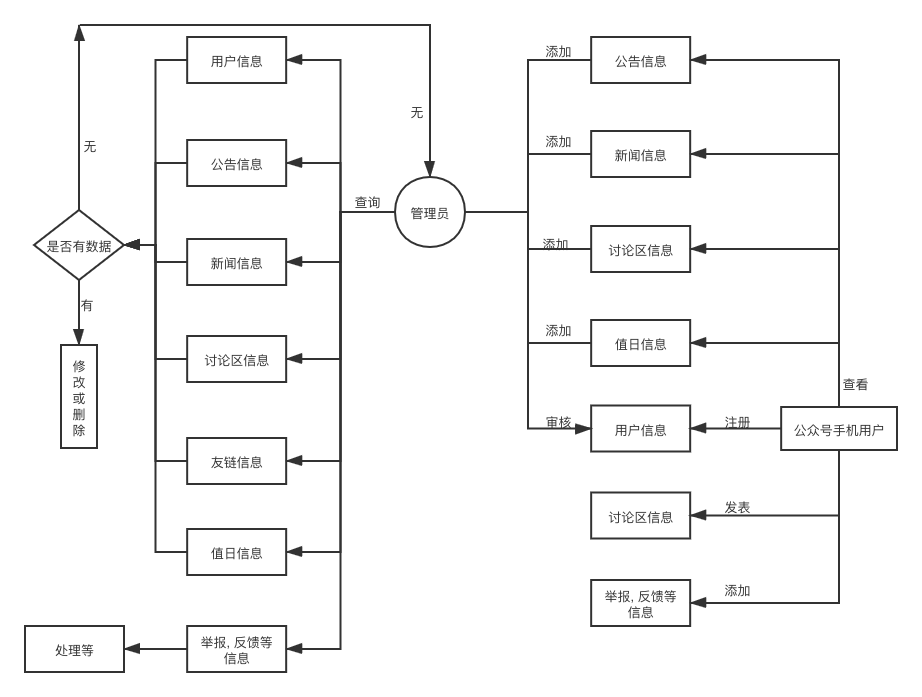 用户信息
添加
公告信息
无
无
公告信息
添加
新闻信息
查询
管理员
是否有数据
新闻信息
添加
讨论区信息
有
修
改
或
删
除
讨论区信息
添加
值日信息
查看
友链信息
审核
用户信息
注册
公众号手机用户
值日信息
讨论区信息
发表
举报, 反馈等
信息
添加
处理等
举报, 反馈等
信息